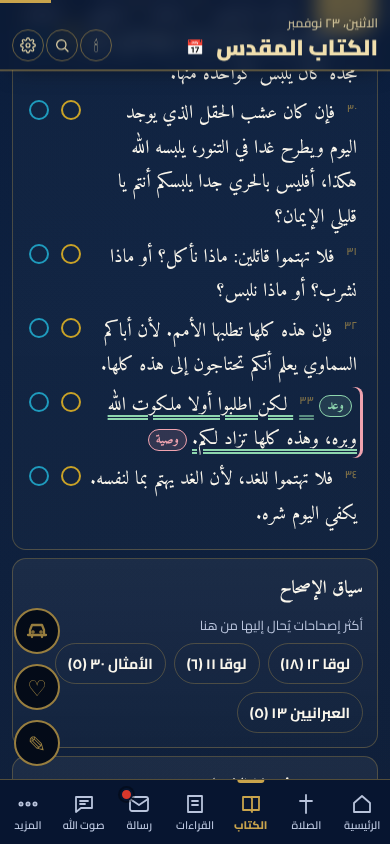 الاثنين، ٢٣ نوفمبر
الكتاب المقدس
مجده كان يلبس كواحدة منها.
٣٠ فإن كان عشب الحقل الذي يوجد
اليوم ويطرح غدا في التنور، يلبسه الله
هكذا، أفليس بالحري جدا يلبسكم أنتم يا
قليلي الإيمان؟
٣١ فلا تهتموا قائلين: ماذا نأكل؟ أو ماذا
نشرب؟ أو ماذا نلبس؟
٣٢ فإن هذه كلها تطلبها الأمم. لأن أباكم
السماوي يعلم أنكم تحتاجون إلى هذه كلها.
وعد ٣٣ لكن اطلبوا أولا ملكوت الله
وبره، وهذه كلها تزاد لكم. وصية
٣٤ فلا تهتموا للغد، لأن الغد يهتم بما لنفسه.
يكفي اليوم شره.
سياق الإصحاح
أكثر إصحاحات يُحال إليها من هنا
لوقا ١٢ (١٨)
لوقا ١١ (٦)
الأمثال ٣٠ (٥)
العبرانيين ١٣ (٥)
الرئيسية
الصلاة
الكتاب
القراءات
رسالة
صوت الله
المزيد